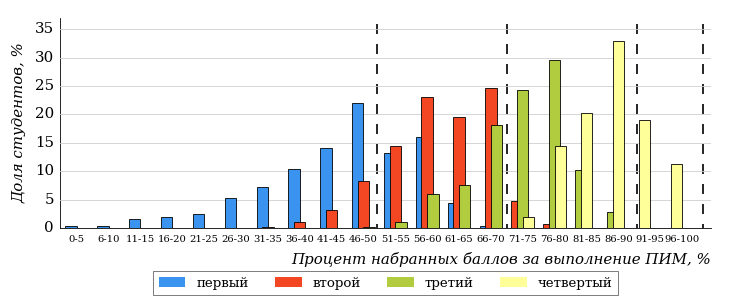 Доля студентов, %
35
30
25
20
15
10
5
0
0-5 6-10 11-15 16-20 21-25 26-30 31-35 36-40 41-45 46-50 51-55 56-60 61-65 66-70 71-75 76-80 81-85 86-90 91-95 96-100
Процент набранных баллов за выполнение ПИМ, %
первый второй третий четвертый